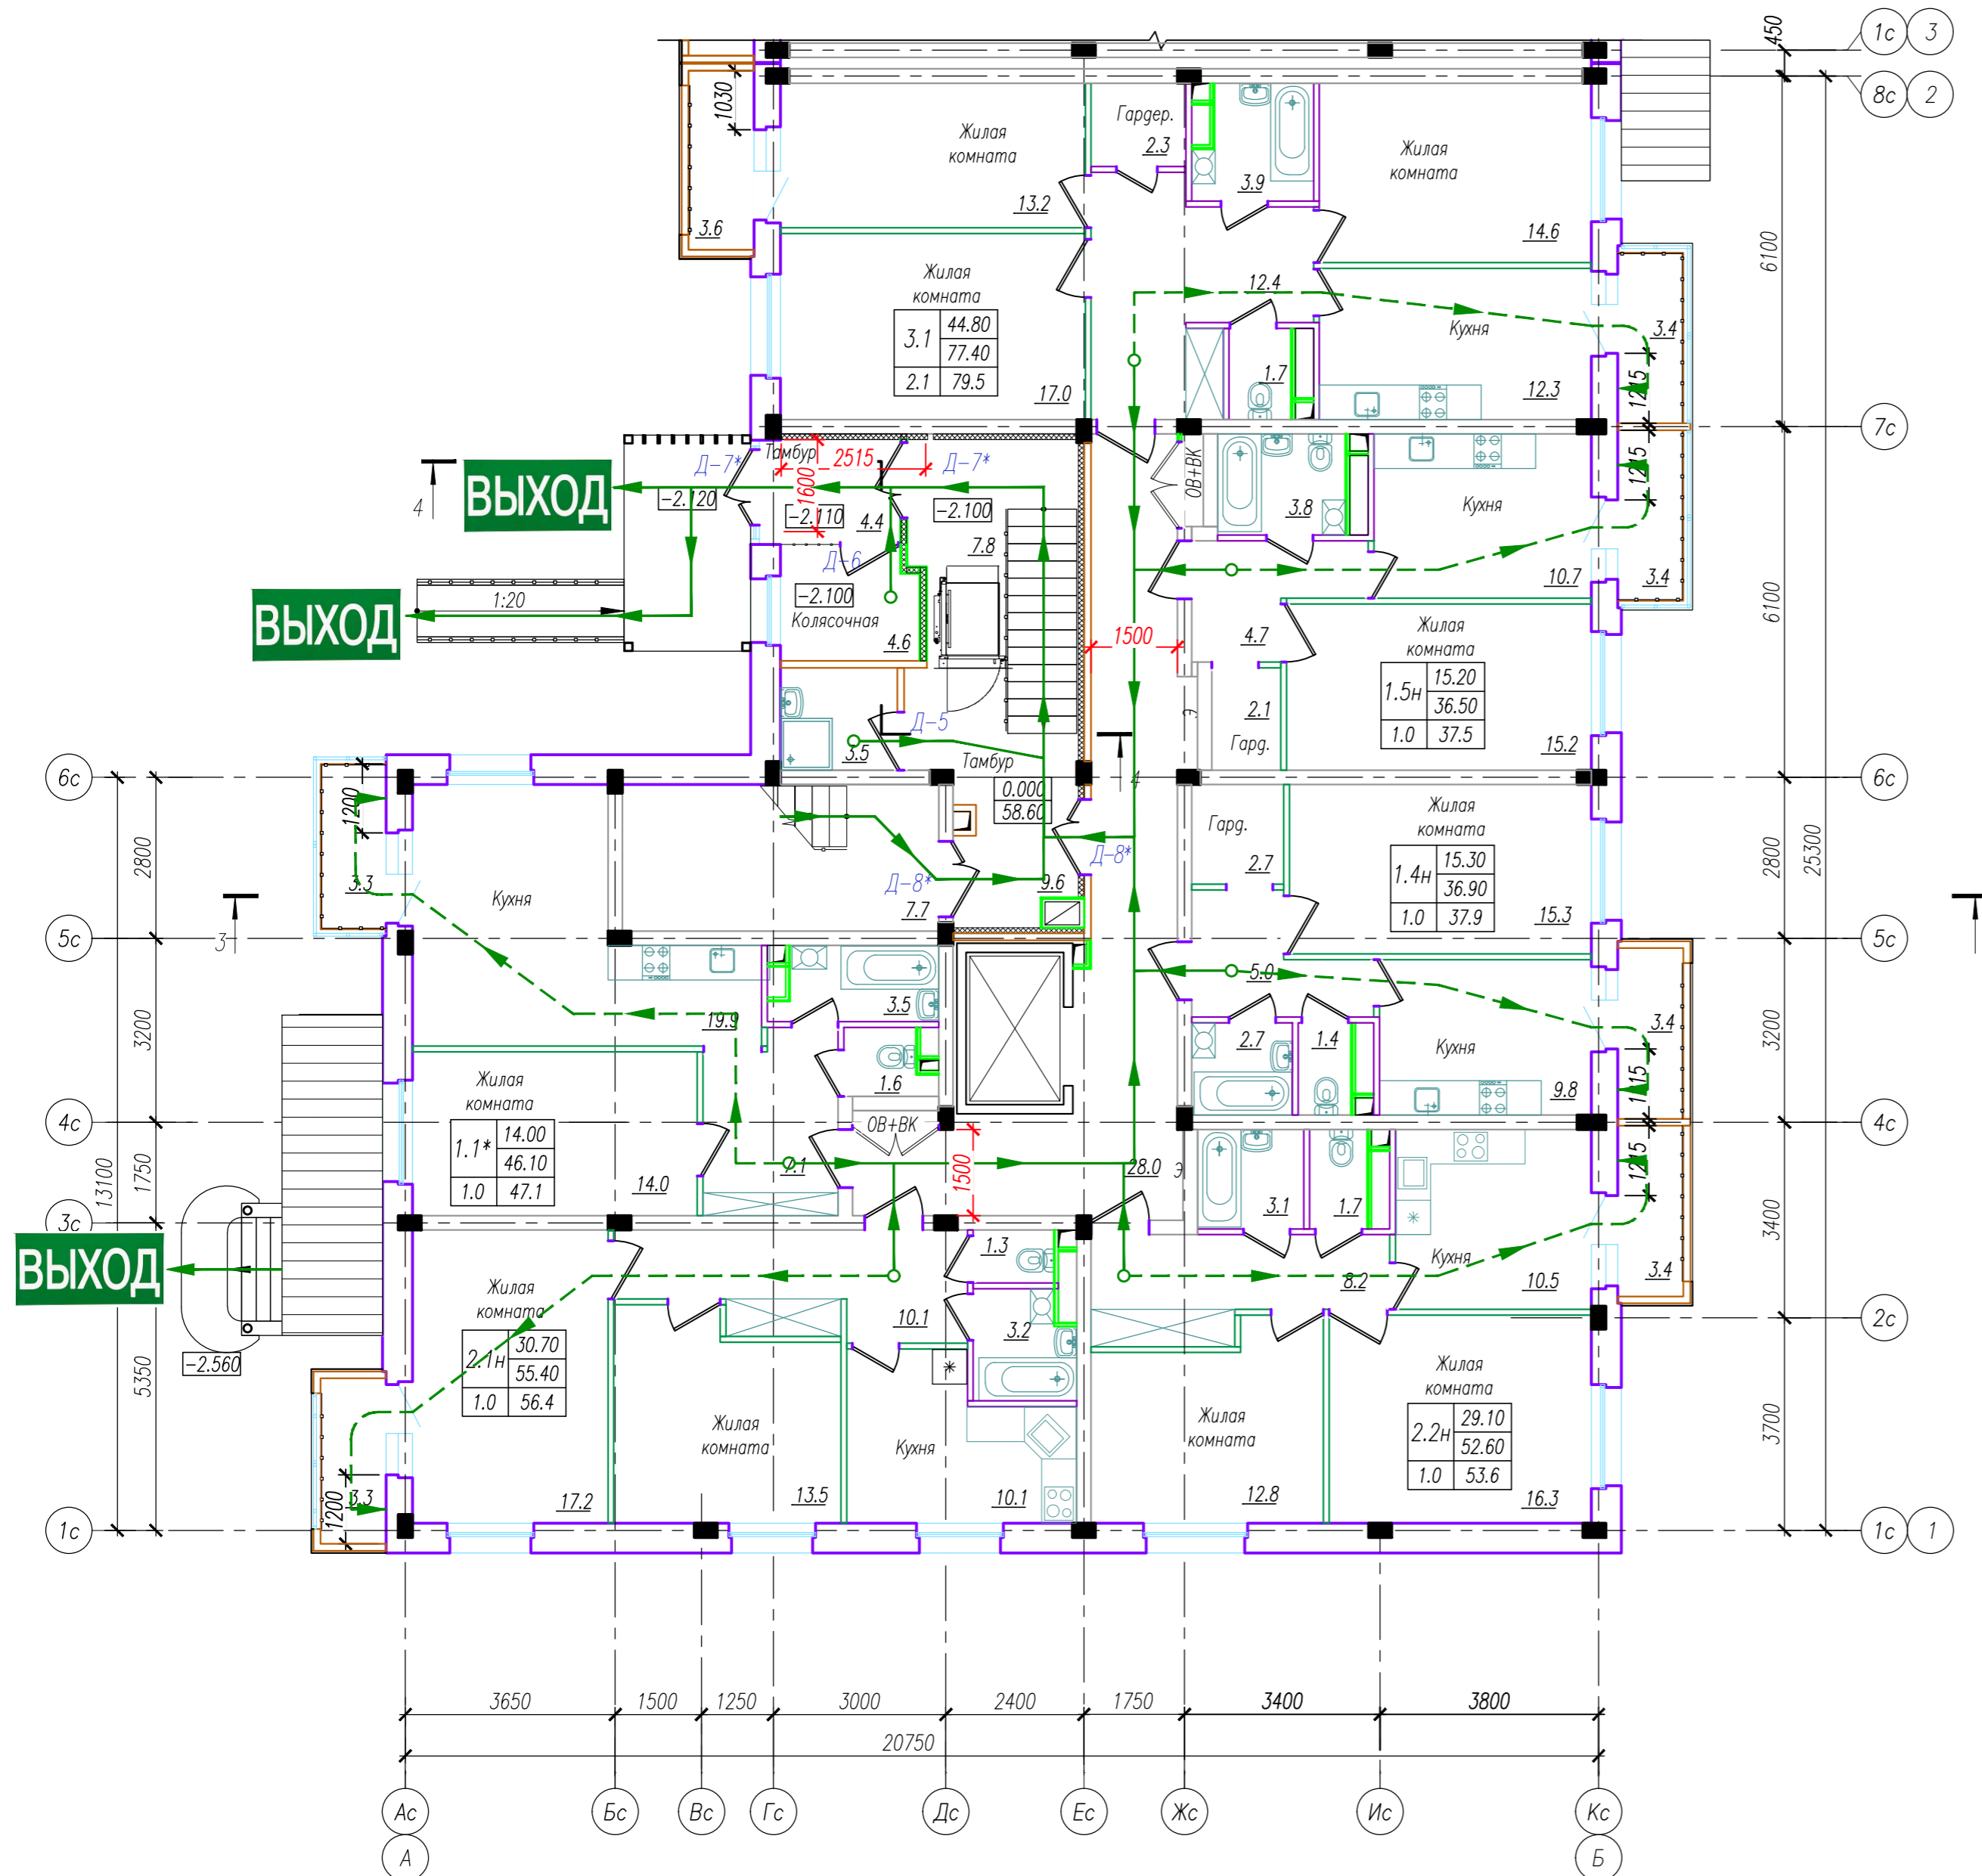 450
1с 3
8с 2
1030
Жилая
комната
Гардер.
2.3
3.9
Жилая
комната
13.2
3.6
14.6
6100
Жилая
комната
3.1 44.80
77.40
2.1 79.5
17.0
12.4
Кухня
3.4
1.7
12.3
1215
7с
Тамбур
Д-7*
2515
Д-7*
1600
4
ВЫХОД
-2.120
-2.110
4.4
-2.100
ОВ+ВК
3.8
Кухня
1215
7.8
Д-6
10.7
3.4
1:20
-2.100
Колясочная
ВЫХОД
4.6
1500
4.7
Жилая
комната
6100
1.5н 15.20
36.50
1.0 37.5
2.1
Э
Гард.
15.2
Д-5
3.5
Тамбур
4
6с
6с
0.000
58.60
1200
2800
Гард.
Жилая
комната
2800
25300
Д-8*
2.7
1.4н 15.30
36.90
1.0 37.9
3.3
Кухня
Д-8*
9.6
7.7
15.3
3
5с
5с
3.5
5.0
19.9
3200
2.7
1.4
Кухня
3.4
3200
1.6
1215
9.8
Жилая
комната
1.1* 14.00
46.10
1.0 47.1
ОВ+ВК
4с
4с
13100
1750
14.0
7.1
1500
28.0
Э
1215
3.1
1.7
3с
3400
ВЫХОД
1.3
Кухня
8.2
10.5
3.4
Жилая
комната
2.1н 30.70
55.40
1.0 56.4
10.1
3.2
2с
-2.560
5350
Жилая
комната
2.2н 29.10
52.60
1.0 53.6
3700
Жилая
комната
Кухня
Жилая
комната
3.3
1200
17.2
13.5
10.1
12.8
16.3
1с
1с 1
3650 1500 1250 3000 2400 1750 3400 3800
20750
Ас Бс Вс Гс Дс Ес Жс Ис Кс
А Б